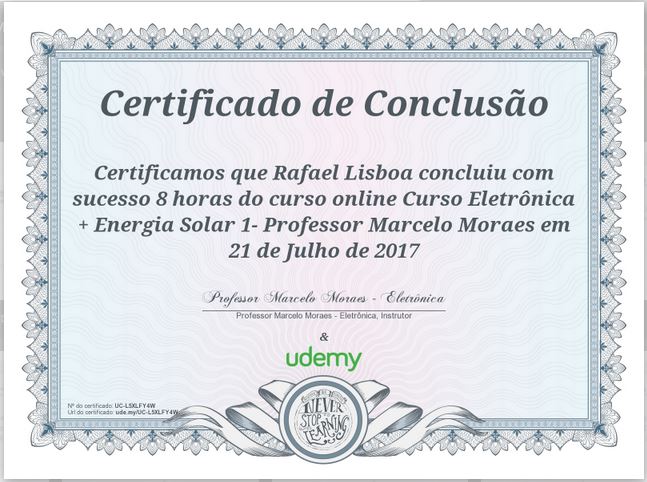 Certificado de Conclusão
Certificamos que Rafael Lisboa concluiu com
sucesso 8 horas do curso online Curso Eletrônica
+ Energia Solar 1- Professor Marcelo Moraes em
21 de Julho de 2017
Professor Marcelo Moraes - Eletrônica
Professor Marcelo Moraes - Eletrônica, Instrutor
&
udemy
Nº do certificado: UC-L5XLFY4W
Url do certificado: ude.my/UC-L5XLFY4W
NEVER
STOP
LEARNING